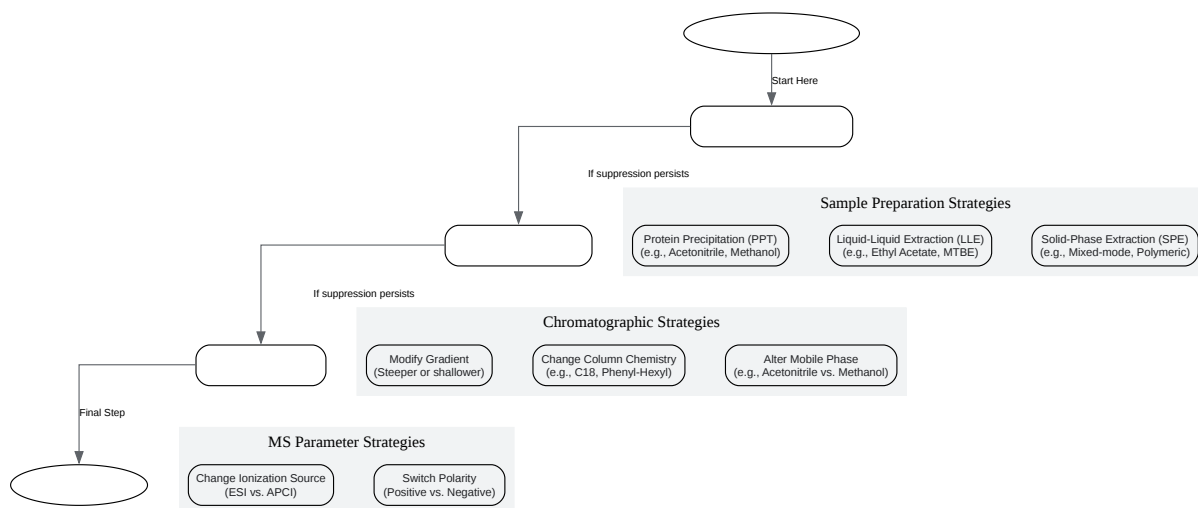 Start Here
If suppression persists
Sample Preparation Strategies
Protein Precipitation (PPT)
(e.g., Acetonitrile, Methanol)
Liquid-Liquid Extraction (LLE)
(e.g., Ethyl Acetate, MTBE)
Solid-Phase Extraction (SPE)
(e.g., Mixed-mode, Polymeric)
If suppression persists
Chromatographic Strategies
Modify Gradient
(Steeper or shallower)
Change Column Chemistry
(e.g., C18, Phenyl-Hexyl)
Alter Mobile Phase
(e.g., Acetonitrile vs. Methanol)
Final Step
MS Parameter Strategies
Change Ionization Source
(ESI vs. APCI)
Switch Polarity
(Positive vs. Negative)